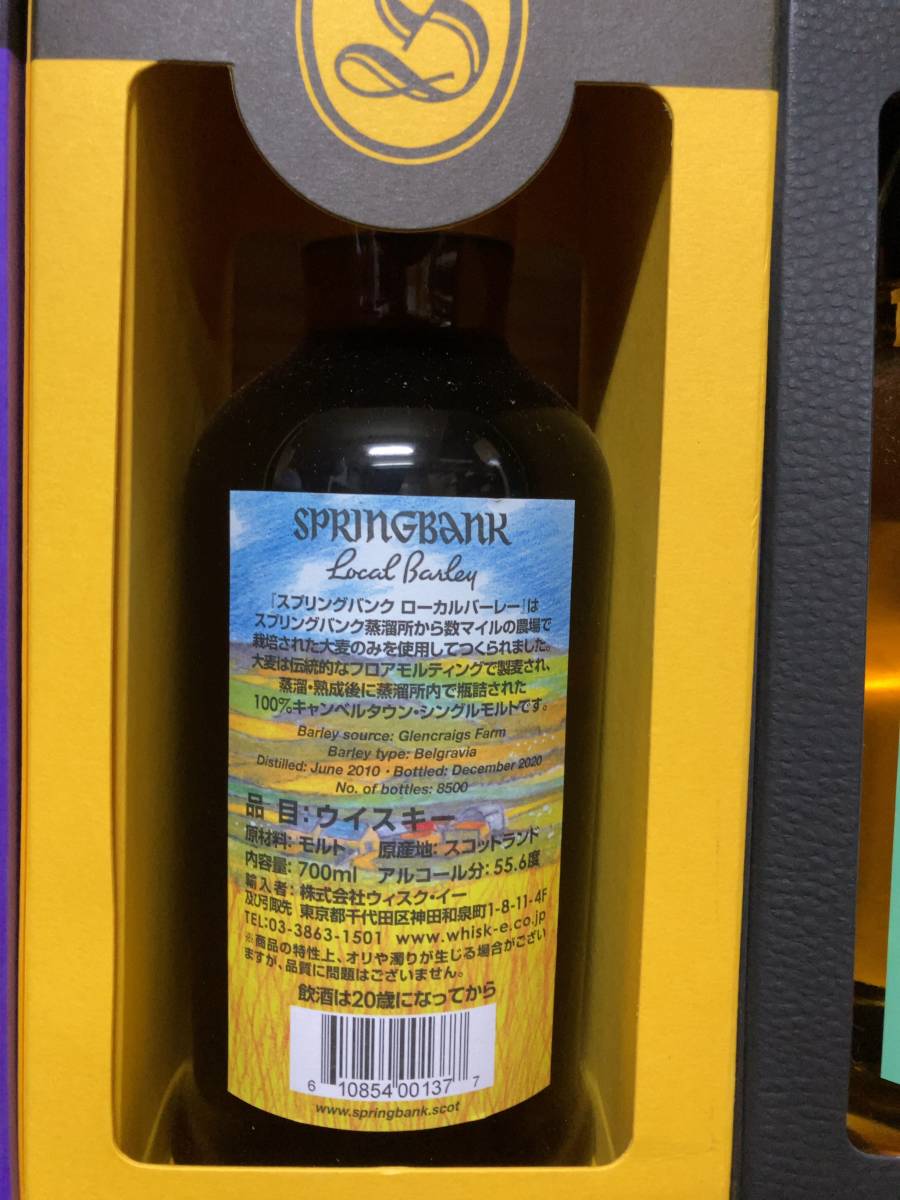 S
SPRINGBANK
Local Barley
『スプリングバンク ローカルバーレー』は
スプリングバンク蒸溜所から数マイルの農場で
栽培された大麦のみを使用してつくられました。
大麦は伝統的なフロアモルティングで製麦され、
蒸溜・熟成後に蒸溜所内で瓶詰された
100%キャンベルタウン・シングルモルトです。
Barley source: Glencraigs Farm
Barley type: Belgravia
Distilled: June 2010・Bottled: December 2020
No. of bottles: 8500
品 目:ウイスキー
原材料: モルト 原産地: スコットランド
内容量: 700ml アルコール分: 55.6度
輸入者: 株式会社ウィスク・イー
及び引取先 東京都千代田区神田和泉町1-8-11-4F
TEL:03-3863-1501 www.whisk-e.co.jp
※商品の特性上、オリや濁りが生じる場合がござい
ますが、品質に問題はございません。
飲酒は20歳になってから
6 10854 00137 7
www.springbank.scot